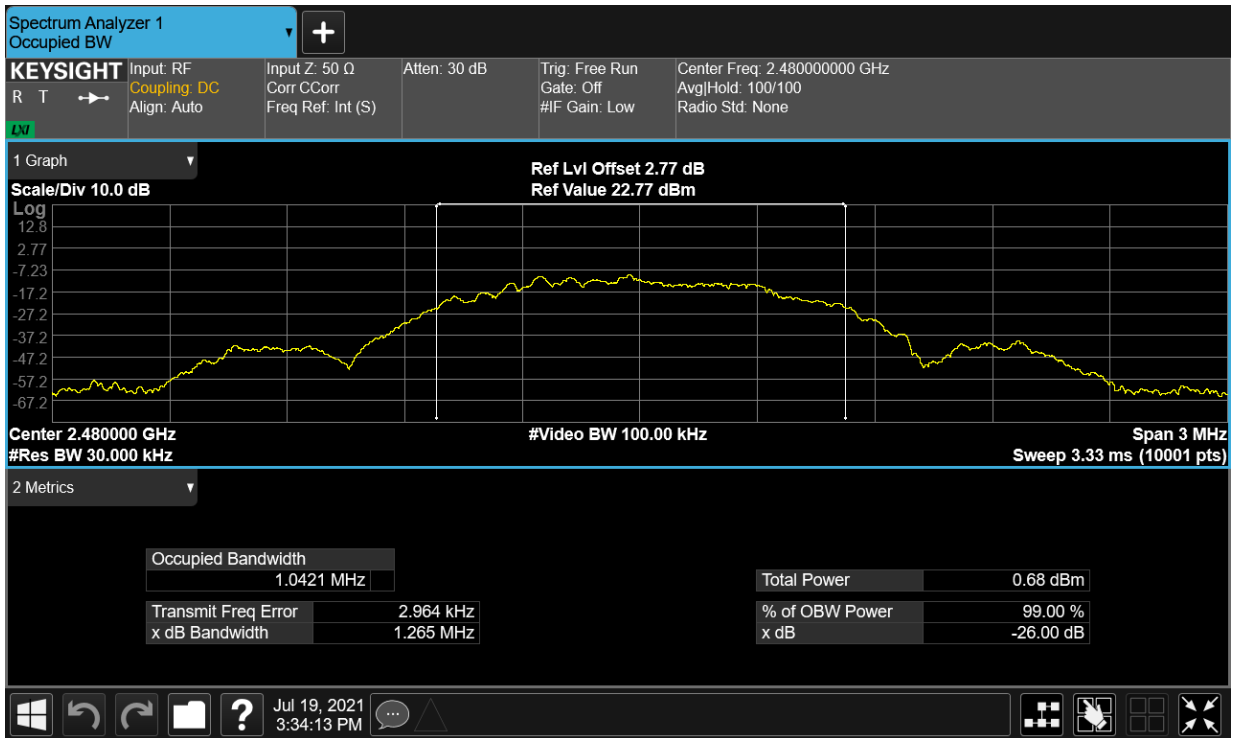 Spectrum Analyzer 1
Occupied BW
KEYSIGHT
R T
LXI
Input: RF
Coupling: DC
Align: Auto
Input Z: 50 Ω
Corr CCorr
Freq Ref: Int (S)
Atten: 30 dB
Trig: Free Run
Gate: Off
#IF Gain: Low
Center Freq: 2.480000000 GHz
Avg|Hold: 100/100
Radio Std: None
1 Graph
Ref Lvl Offset 2.77 dB
Scale/Div 10.0 dB
Ref Value 22.77 dBm
Log
12.8
2.77
-7.23
-17.2
-27.2
-37.2
-47.2
-57.2
-67.2
Center 2.480000 GHz
#Video BW 100.00 kHz
Span 3 MHz
#Res BW 30.000 kHz
Sweep 3.33 ms (10001 pts)
2 Metrics
Occupied Bandwidth
1.0421 MHz
Total Power 0.68 dBm
Transmit Freq Error 2.964 kHz
% of OBW Power 99.00 %
x dB Bandwidth 1.265 MHz
x dB -26.00 dB
?
Jul 19, 2021
3:34:13 PM